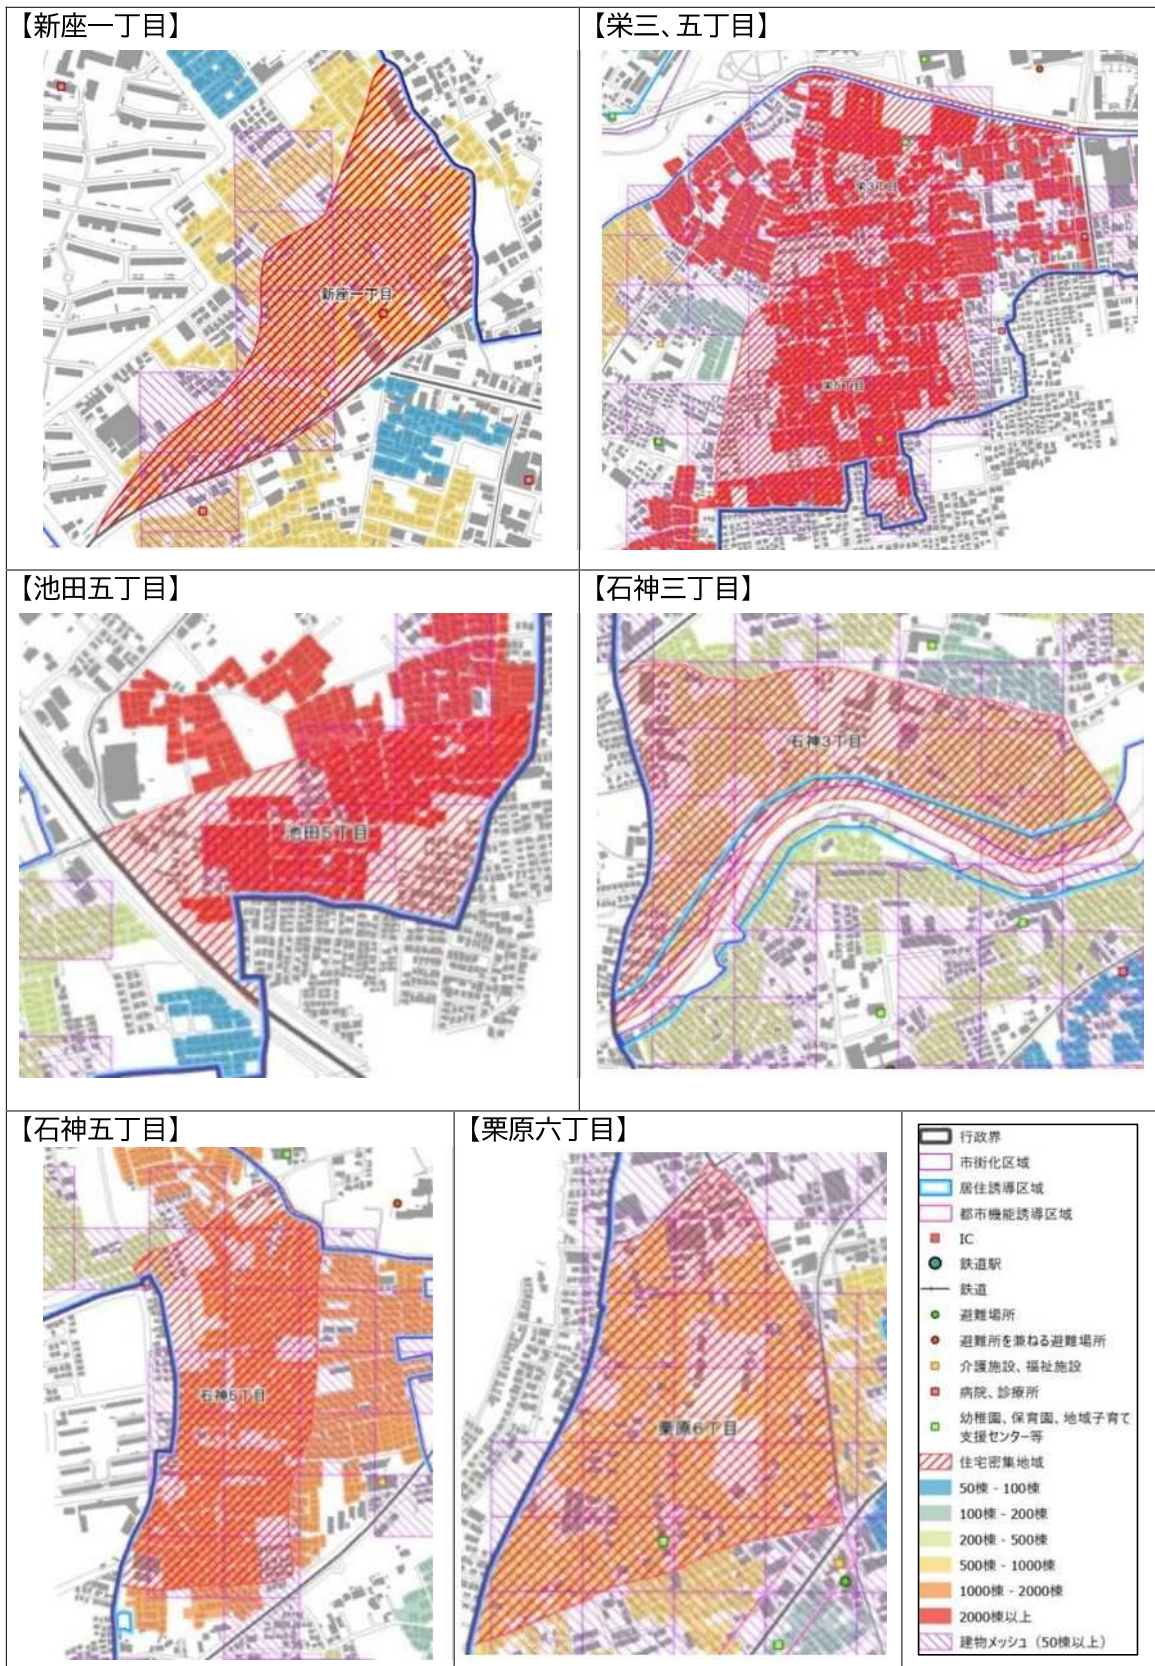 【新座一丁目】
【栄三、五丁目】
新座一丁目
栄3丁目
栄5丁目
【池田五丁目】
【石神三丁目】
池田5丁目
石神3丁目
【石神五丁目】
【栗原六丁目】
石神5丁目
栗原6丁目
行政界
市街化区域
居住誘導区域
都市機能誘導区域
IC
鉄道駅
鉄道
避難場所
避難所を兼ねる避難場所
介護施設、福祉施設
病院、診療所
幼稚園、保育園、地域子育て
支援センター等
住宅密集地域
50棟 - 100棟
100棟 - 200棟
200棟 - 500棟
500棟 - 1000棟
1000棟 - 2000棟
2000棟以上
建物メッシュ（50棟以上）